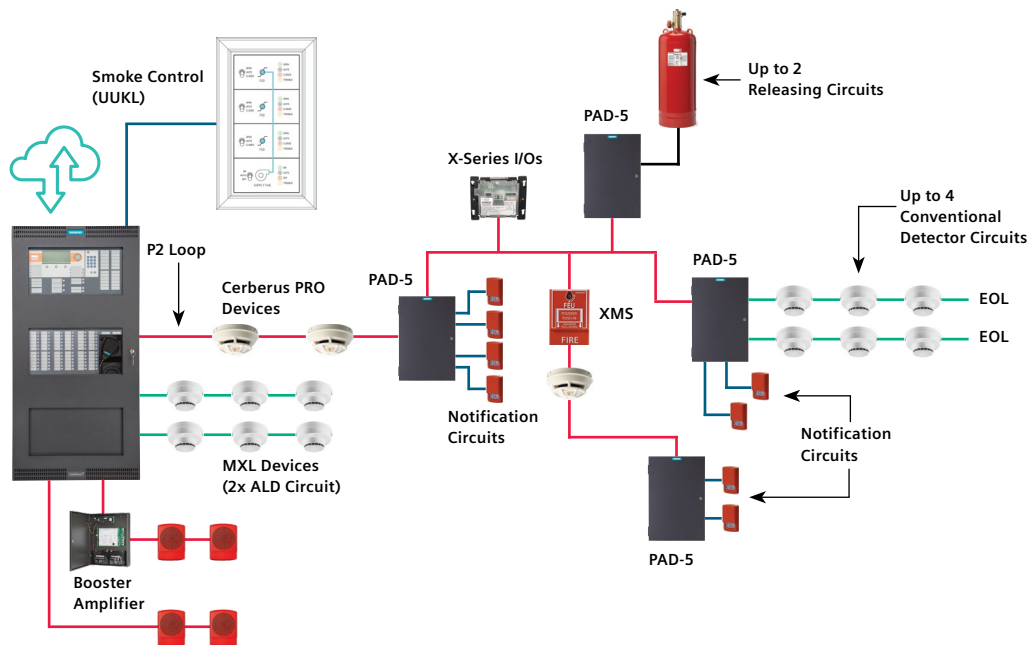 Smoke Control
(UUKL)
Up to 2
Releasing Circuits
PAD-5
X-Series I/Os
Up to 4
Conventional
Detector Circuits
P2 Loop
PAD-5
PAD-5
Cerberus PRO
Devices
XMS
FIRE
EOL
EOL
Notification
Circuits
Notification
Circuits
MXL Devices
(2x ALD Circuit)
PAD-5
Booster
Amplifier